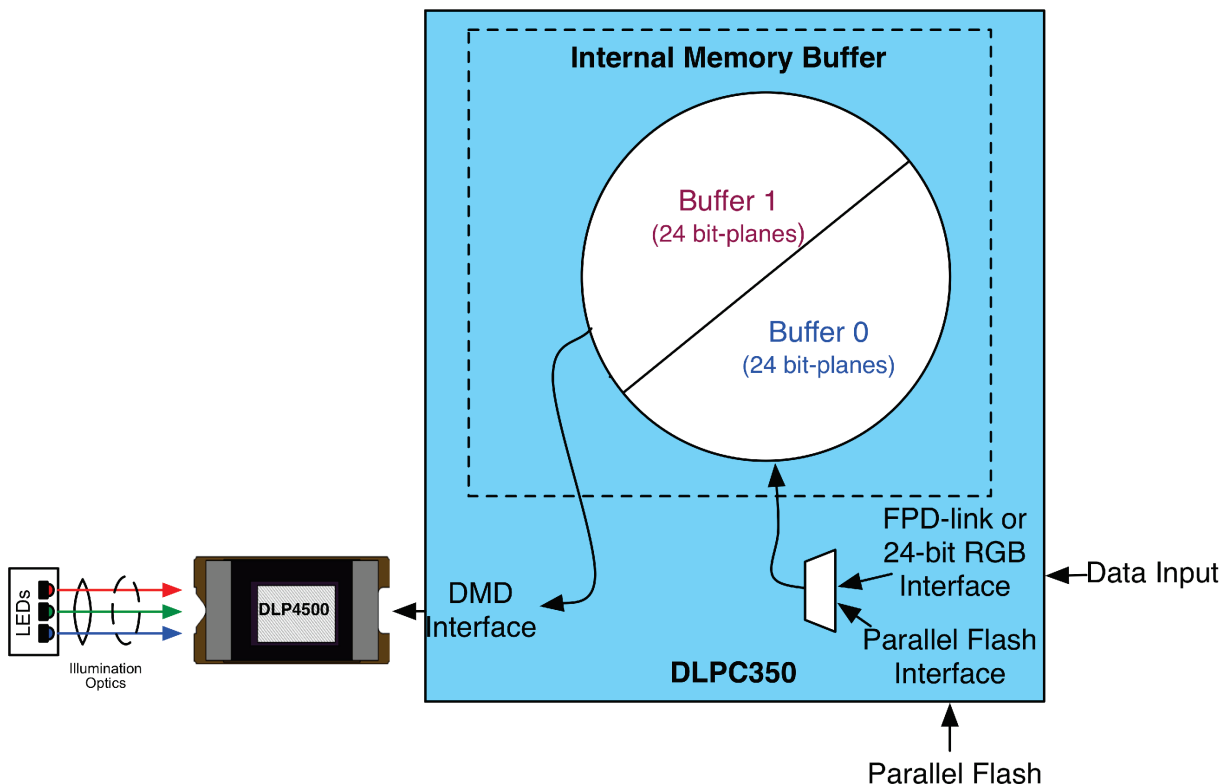 Internal Memory Buffer
Buffer 1
(24 bit-planes)
Buffer 0
(24 bit-planes)
FPD-link or
24-bit RGB
Interface
Data Input
LEDs
DLP4500
DMD
Interface
Parallel Flash
Interface
Illumination
Optics
DLPC350
Parallel Flash